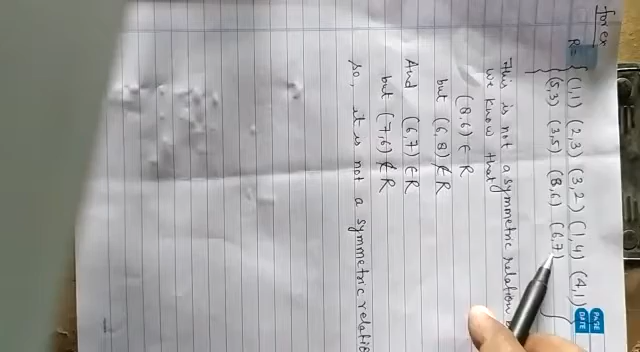 for ex
PAGE
DATE
R = { (1,1) (2,3) (3,2) (1,4) (4,1)
(5,3) (3,5) (8,6) (6,7) }
This is not a symmetric relation
we know that
(8,6) ∈ R
but (6,8) ∉ R
And (6,7) ∈ R
but (7,6) ∉ R
so, it is not a symmetric relatio